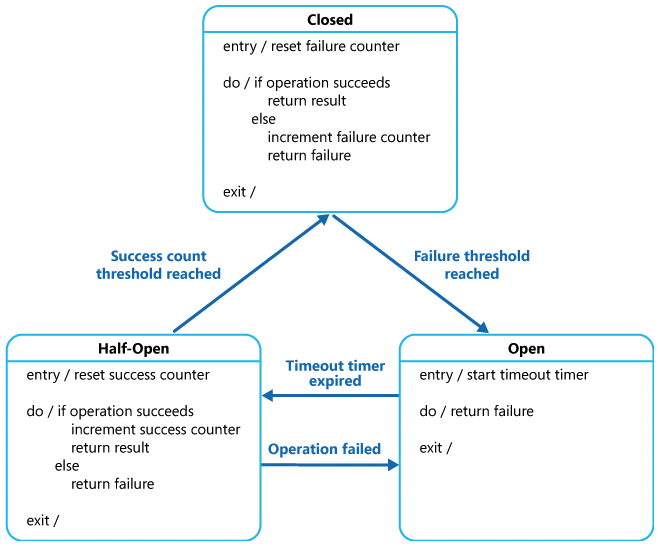 Closed
entry / reset failure counter
do / if operation succeeds
return result
else
increment failure counter
return failure
exit /
Success count
threshold reached
Failure threshold
reached
Half-Open
entry / reset success counter
do / if operation succeeds
increment success counter
return result
else
return failure
exit /
Timeout timer
expired
Operation failed
Open
entry / start timeout timer
do / return failure
exit /